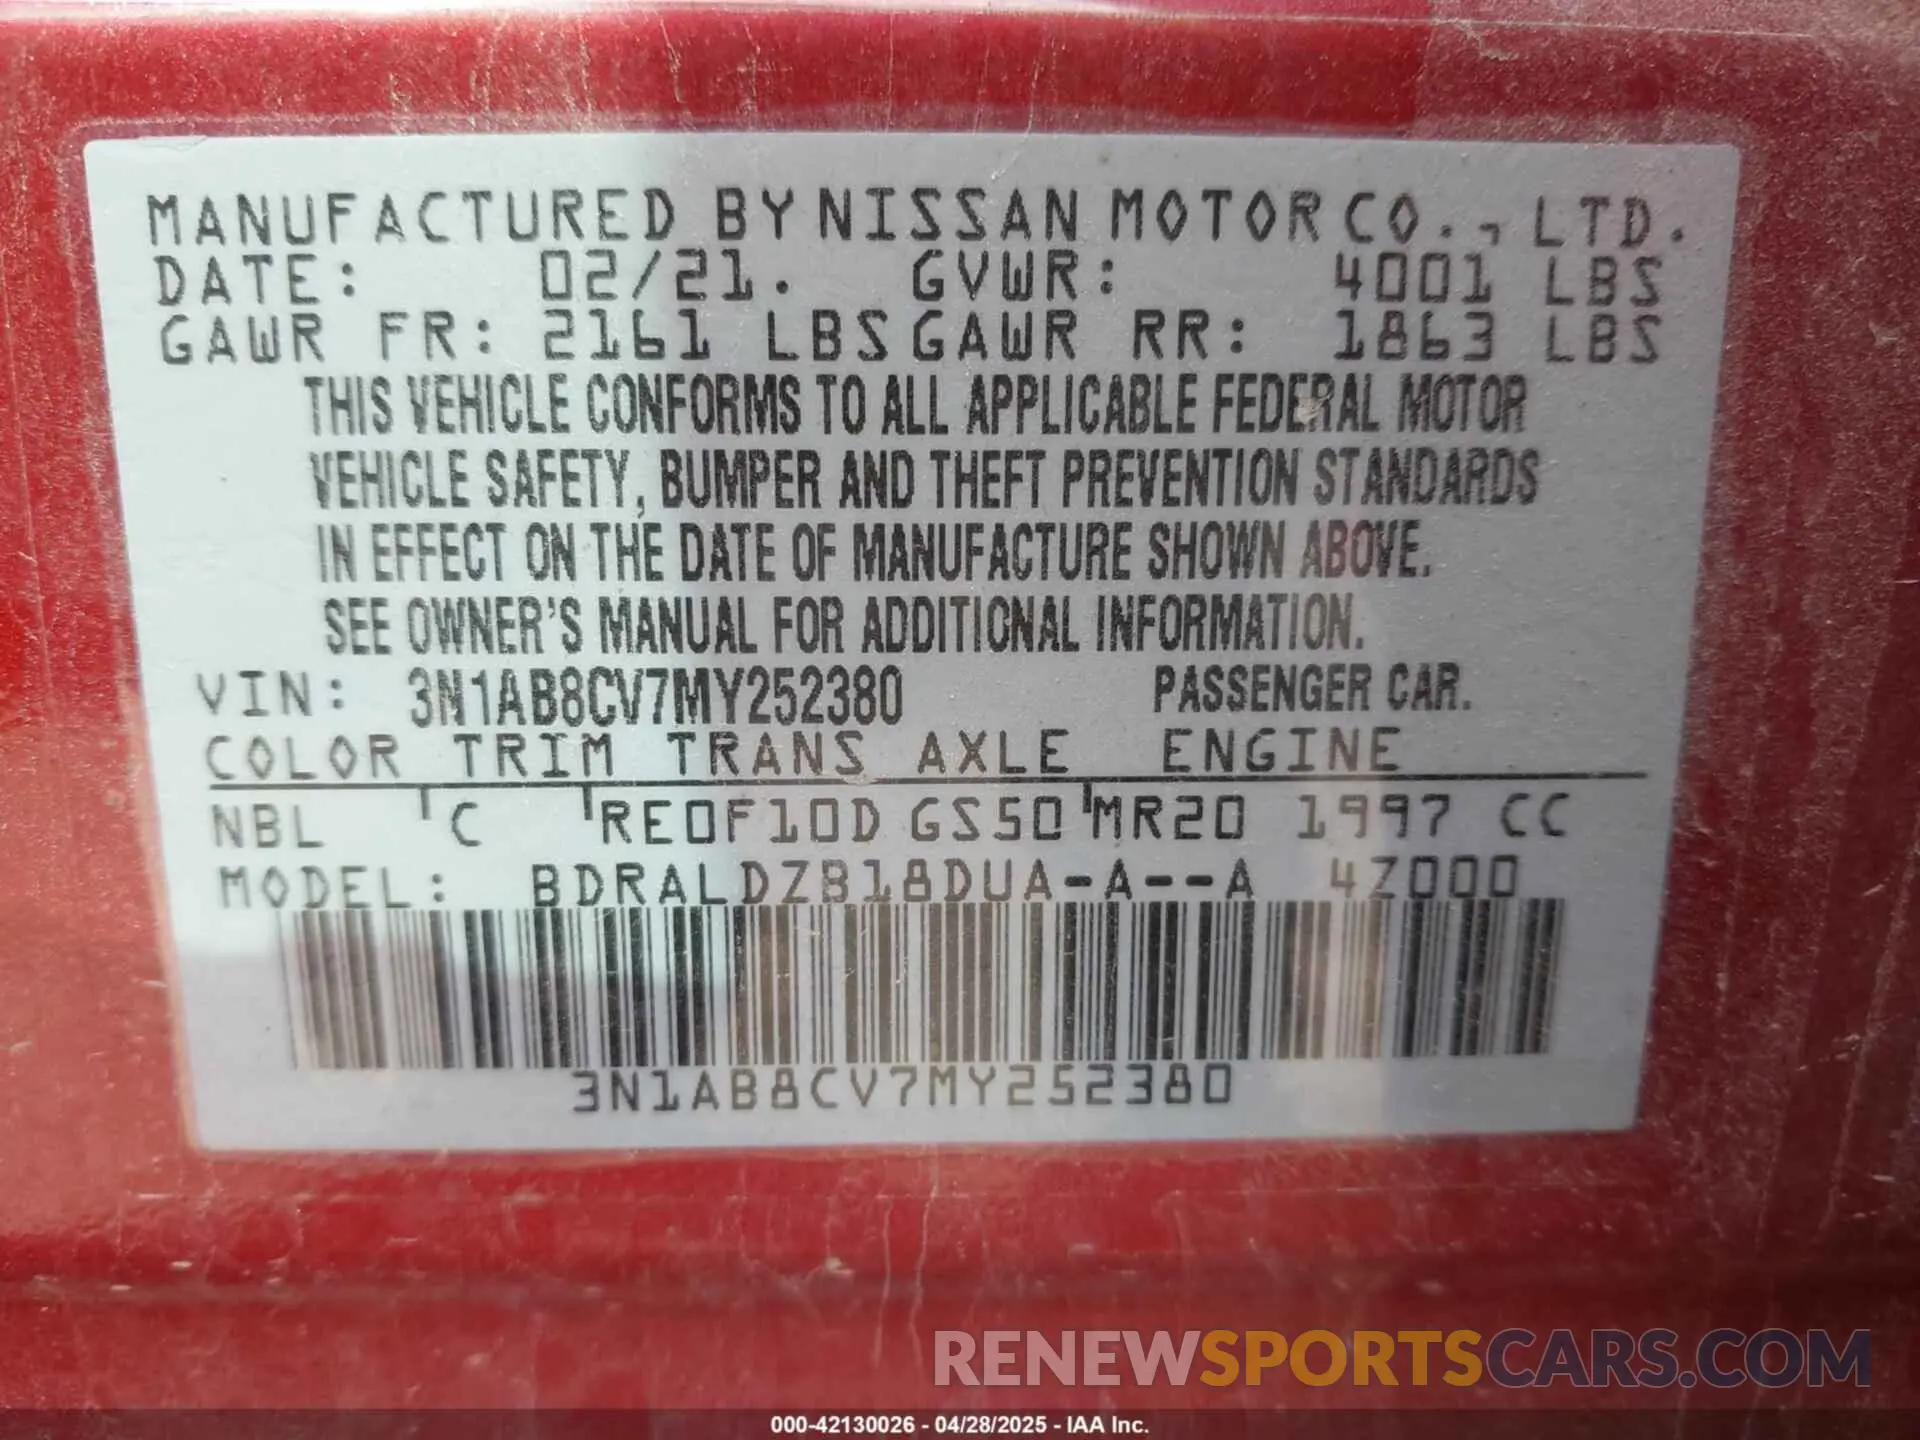 MANUFACTURED BY NISSAN MOTOR CO., LTD.
DATE: 02/21. GVWR: 4001 LBS
GAWR FR: 2161 LBS GAWR RR: 1863 LBS
THIS VEHICLE CONFORMS TO ALL APPLICABLE FEDERAL MOTOR
VEHICLE SAFETY, BUMPER AND THEFT PREVENTION STANDARDS
IN EFFECT ON THE DATE OF MANUFACTURE SHOWN ABOVE.
SEE OWNER'S MANUAL FOR ADDITIONAL INFORMATION.
VIN: 3N1AB8CV7MY252380 PASSENGER CAR.
COLOR TRIM TRANS AXLE ENGINE
NBL C RE0F10D GS50 MR20 1997 CC
MODEL: BDRALDZB18DUA-A--A 4Z000
3N1AB8CV7MY252380
RENEWSPORTSCARS.COM
000-42130026 - 04/28/2025 - IAA Inc.